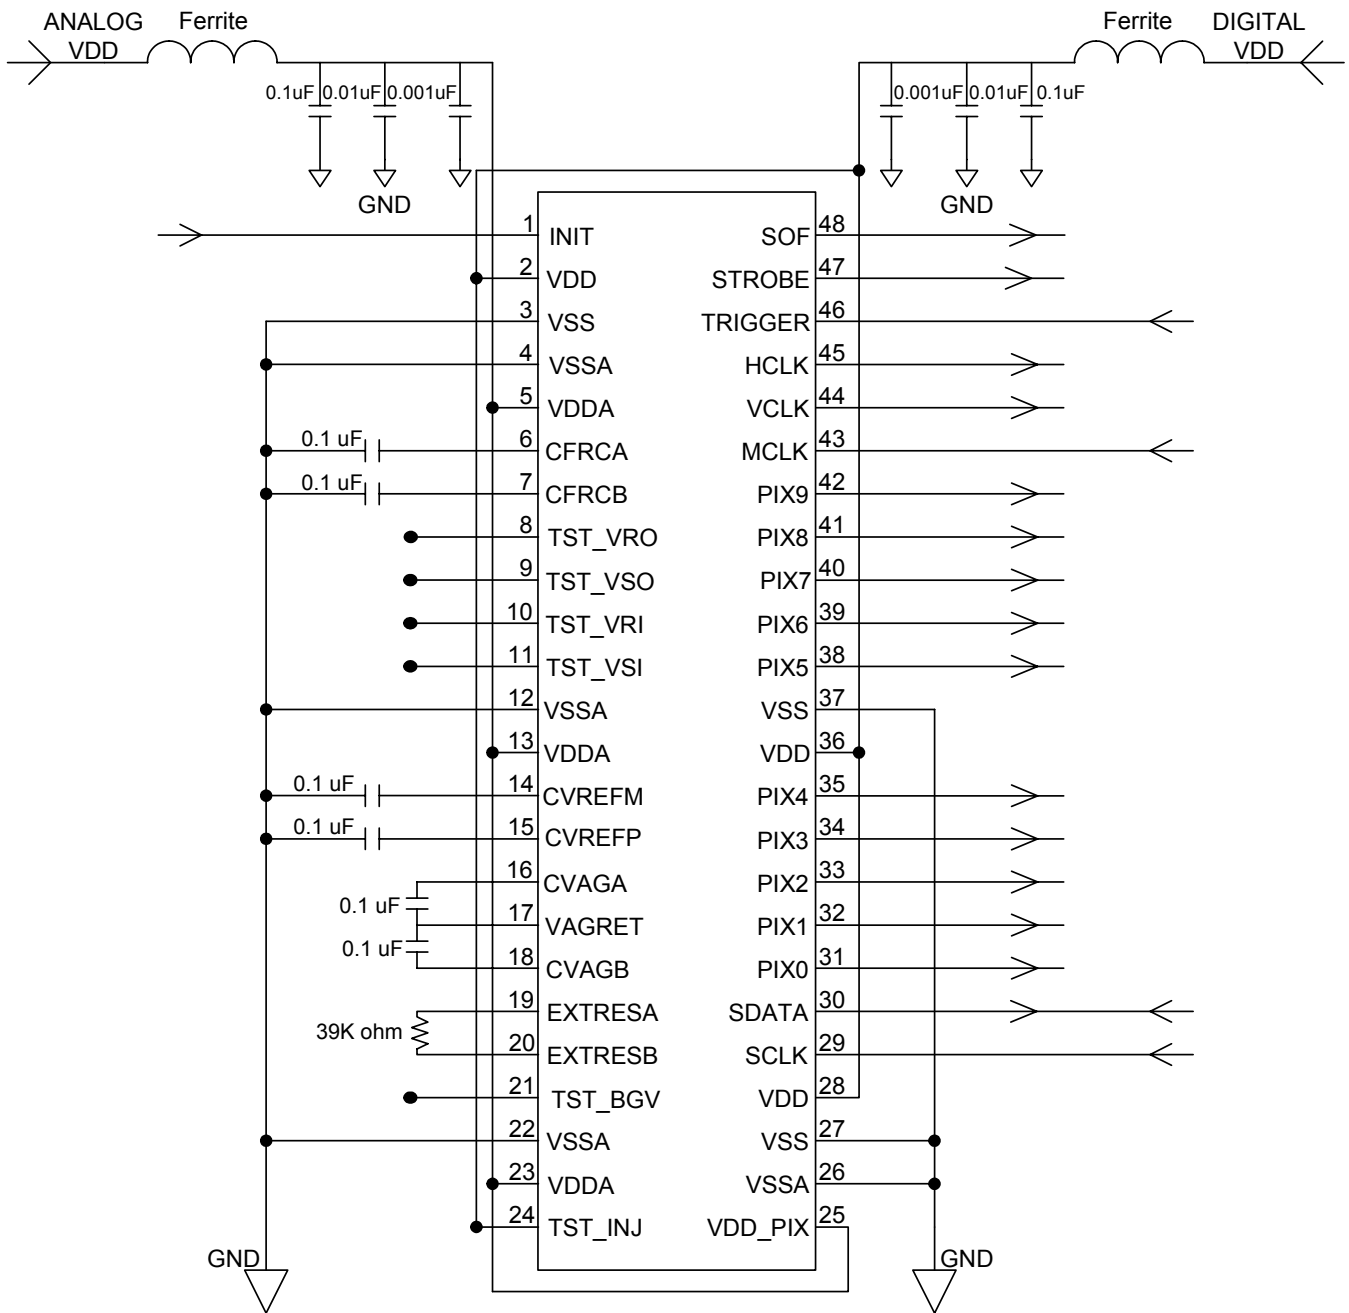 ANALOG
VDD
Ferrite
Ferrite
DIGITAL
VDD
0.1uF 0.01uF 0.001uF
0.001uF 0.01uF 0.1uF
GND
GND
1 INIT
SOF 48
2 VDD
STROBE 47
3 VSS
TRIGGER 46
4 VSSA
HCLK 45
5 VDDA
VCLK 44
0.1 uF 6 CFRCA
MCLK 43
0.1 uF 7 CFRCB
PIX9 42
8 TST_VRO
PIX8 41
9 TST_VSO
PIX7 40
10 TST_VRI
PIX6 39
11 TST_VSI
PIX5 38
12 VSSA
VSS 37
13 VDDA
VDD 36
0.1 uF 14 CVREFM
PIX4 35
0.1 uF 15 CVREFP
PIX3 34
16 CVAGA
PIX2 33
0.1 uF
17 VAGRET
PIX1 32
0.1 uF
18 CVAGB
PIX0 31
19 EXTRESA
SDATA 30
39K ohm
20 EXTRESB
SCLK 29
21 TST_BGV
VDD 28
22 VSSA
VSS 27
23 VDDA
VSSA 26
24 TST_INJ
VDD_PIX 25
GND
GND